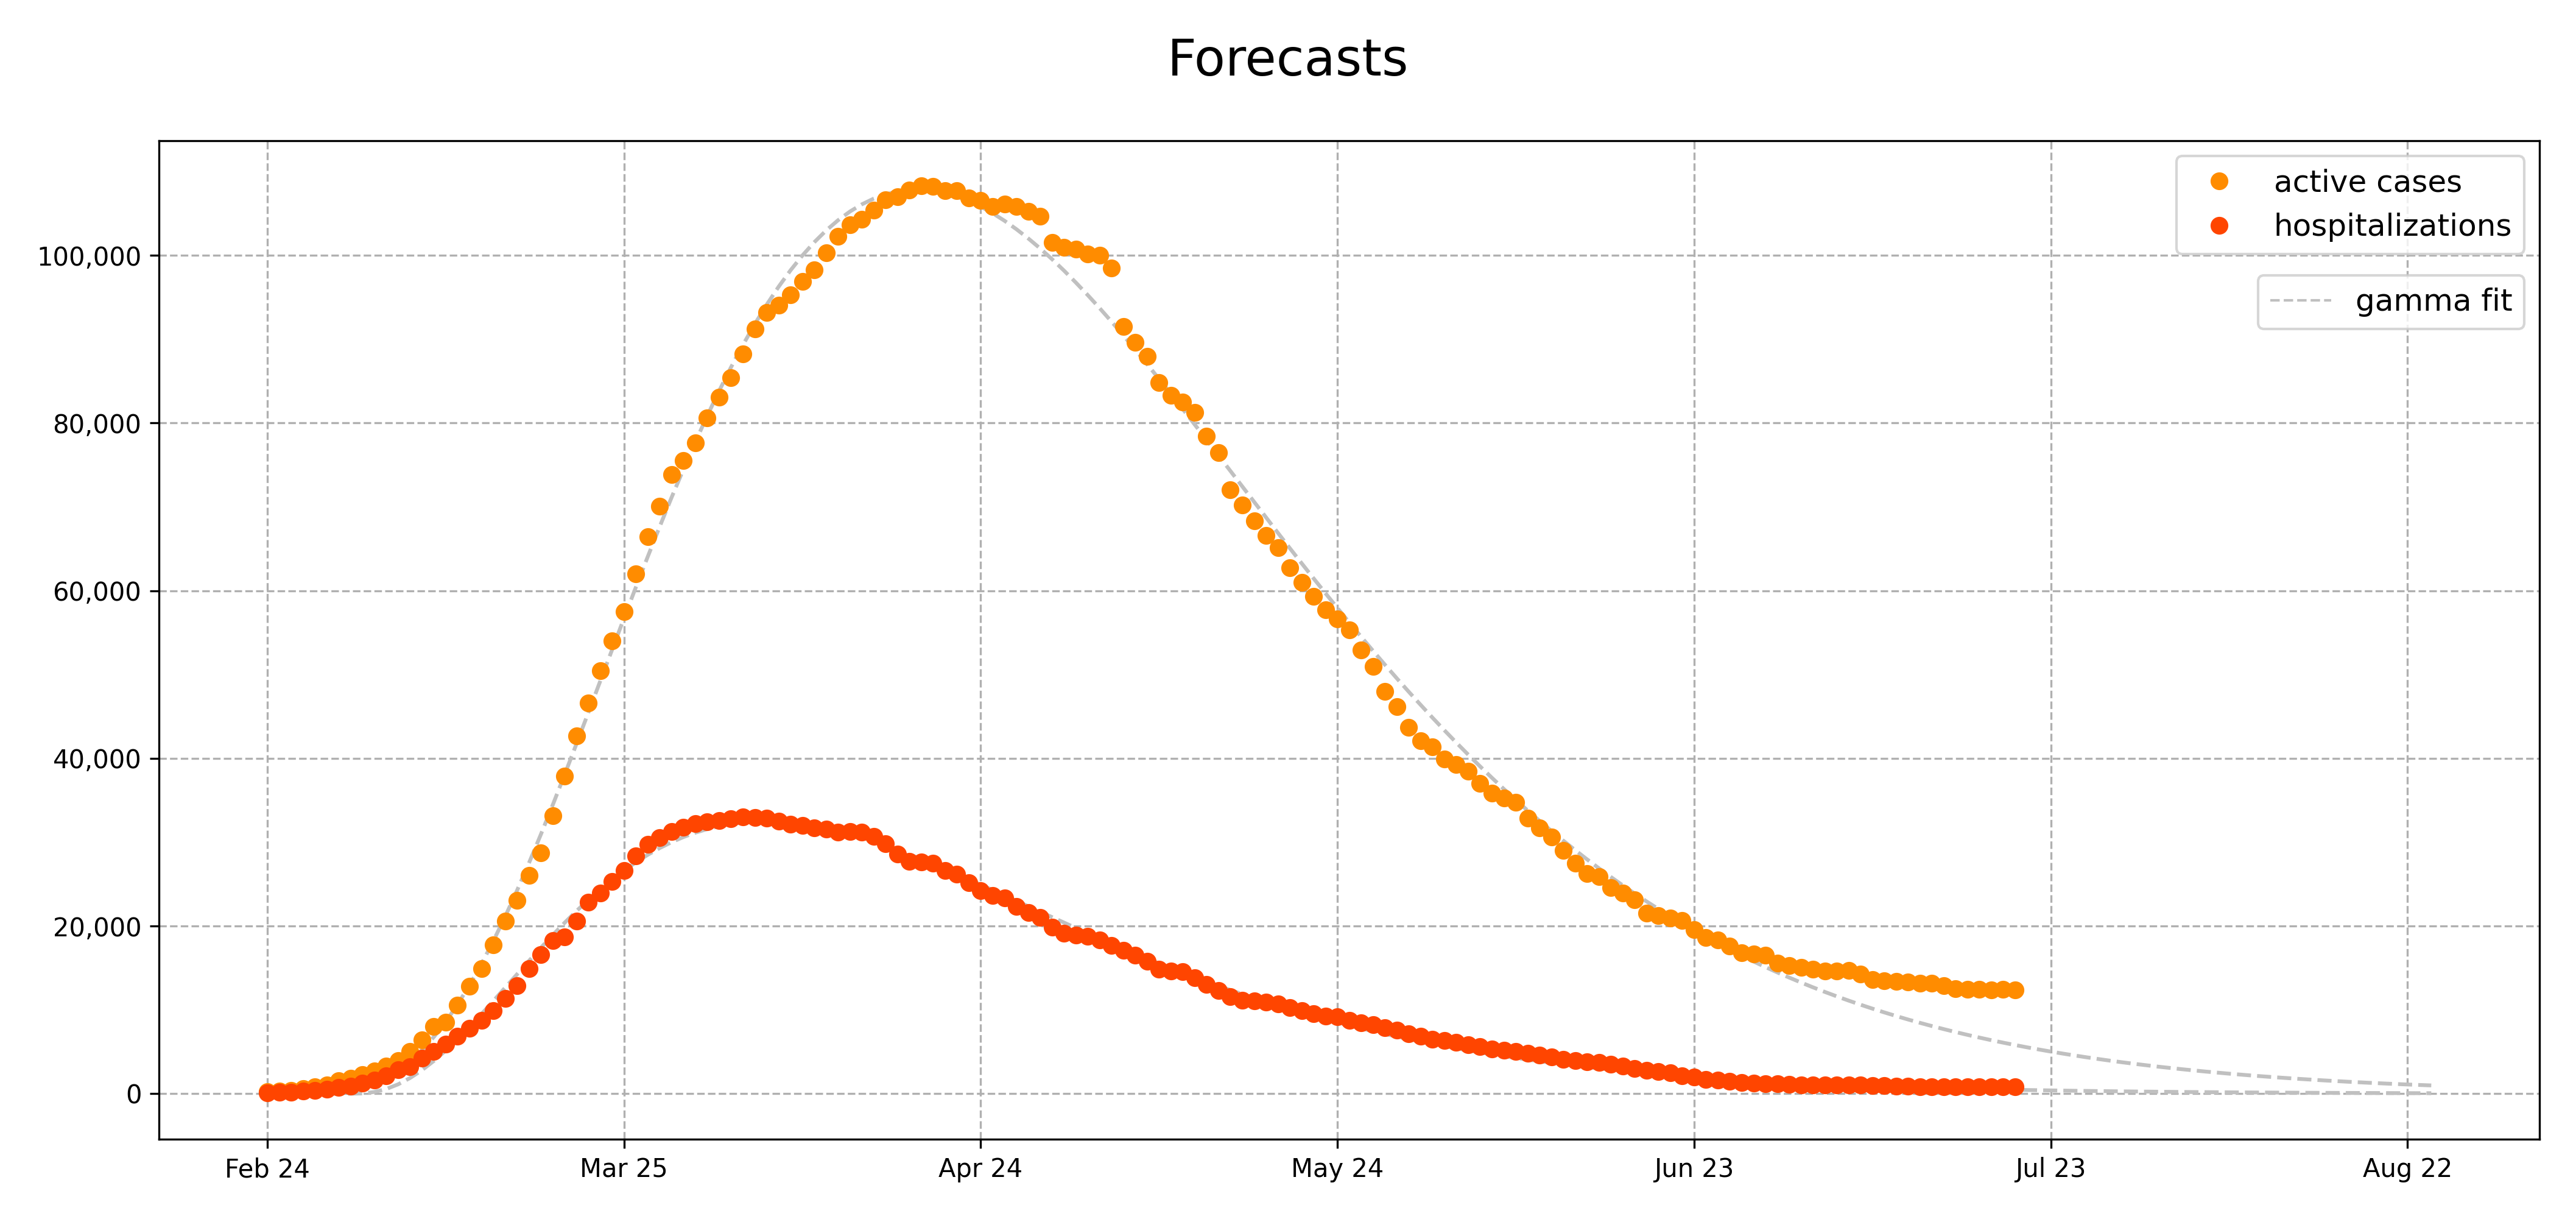 Forecasts
active cases
hospitalizations
gamma fit
100,000
80,000
60,000
40,000
20,000
0
Feb 24
Mar 25
Apr 24
May 24
Jun 23
Jul 23
Aug 22